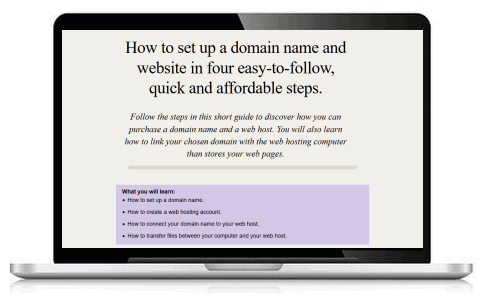 How to set up a domain name and
website in four easy-to-follow,
quick and affordable steps.
Follow the steps in this short guide to discover how you can
purchase a domain name and a web host. You will also learn
how to link your chosen domain with the web hosting computer
than stores your web pages.
What you will learn:
• How to set up a domain name.
• How to create a web hosting account.
• How to connect your domain name to your web host.
• How to transfer files between your computer and your web host.